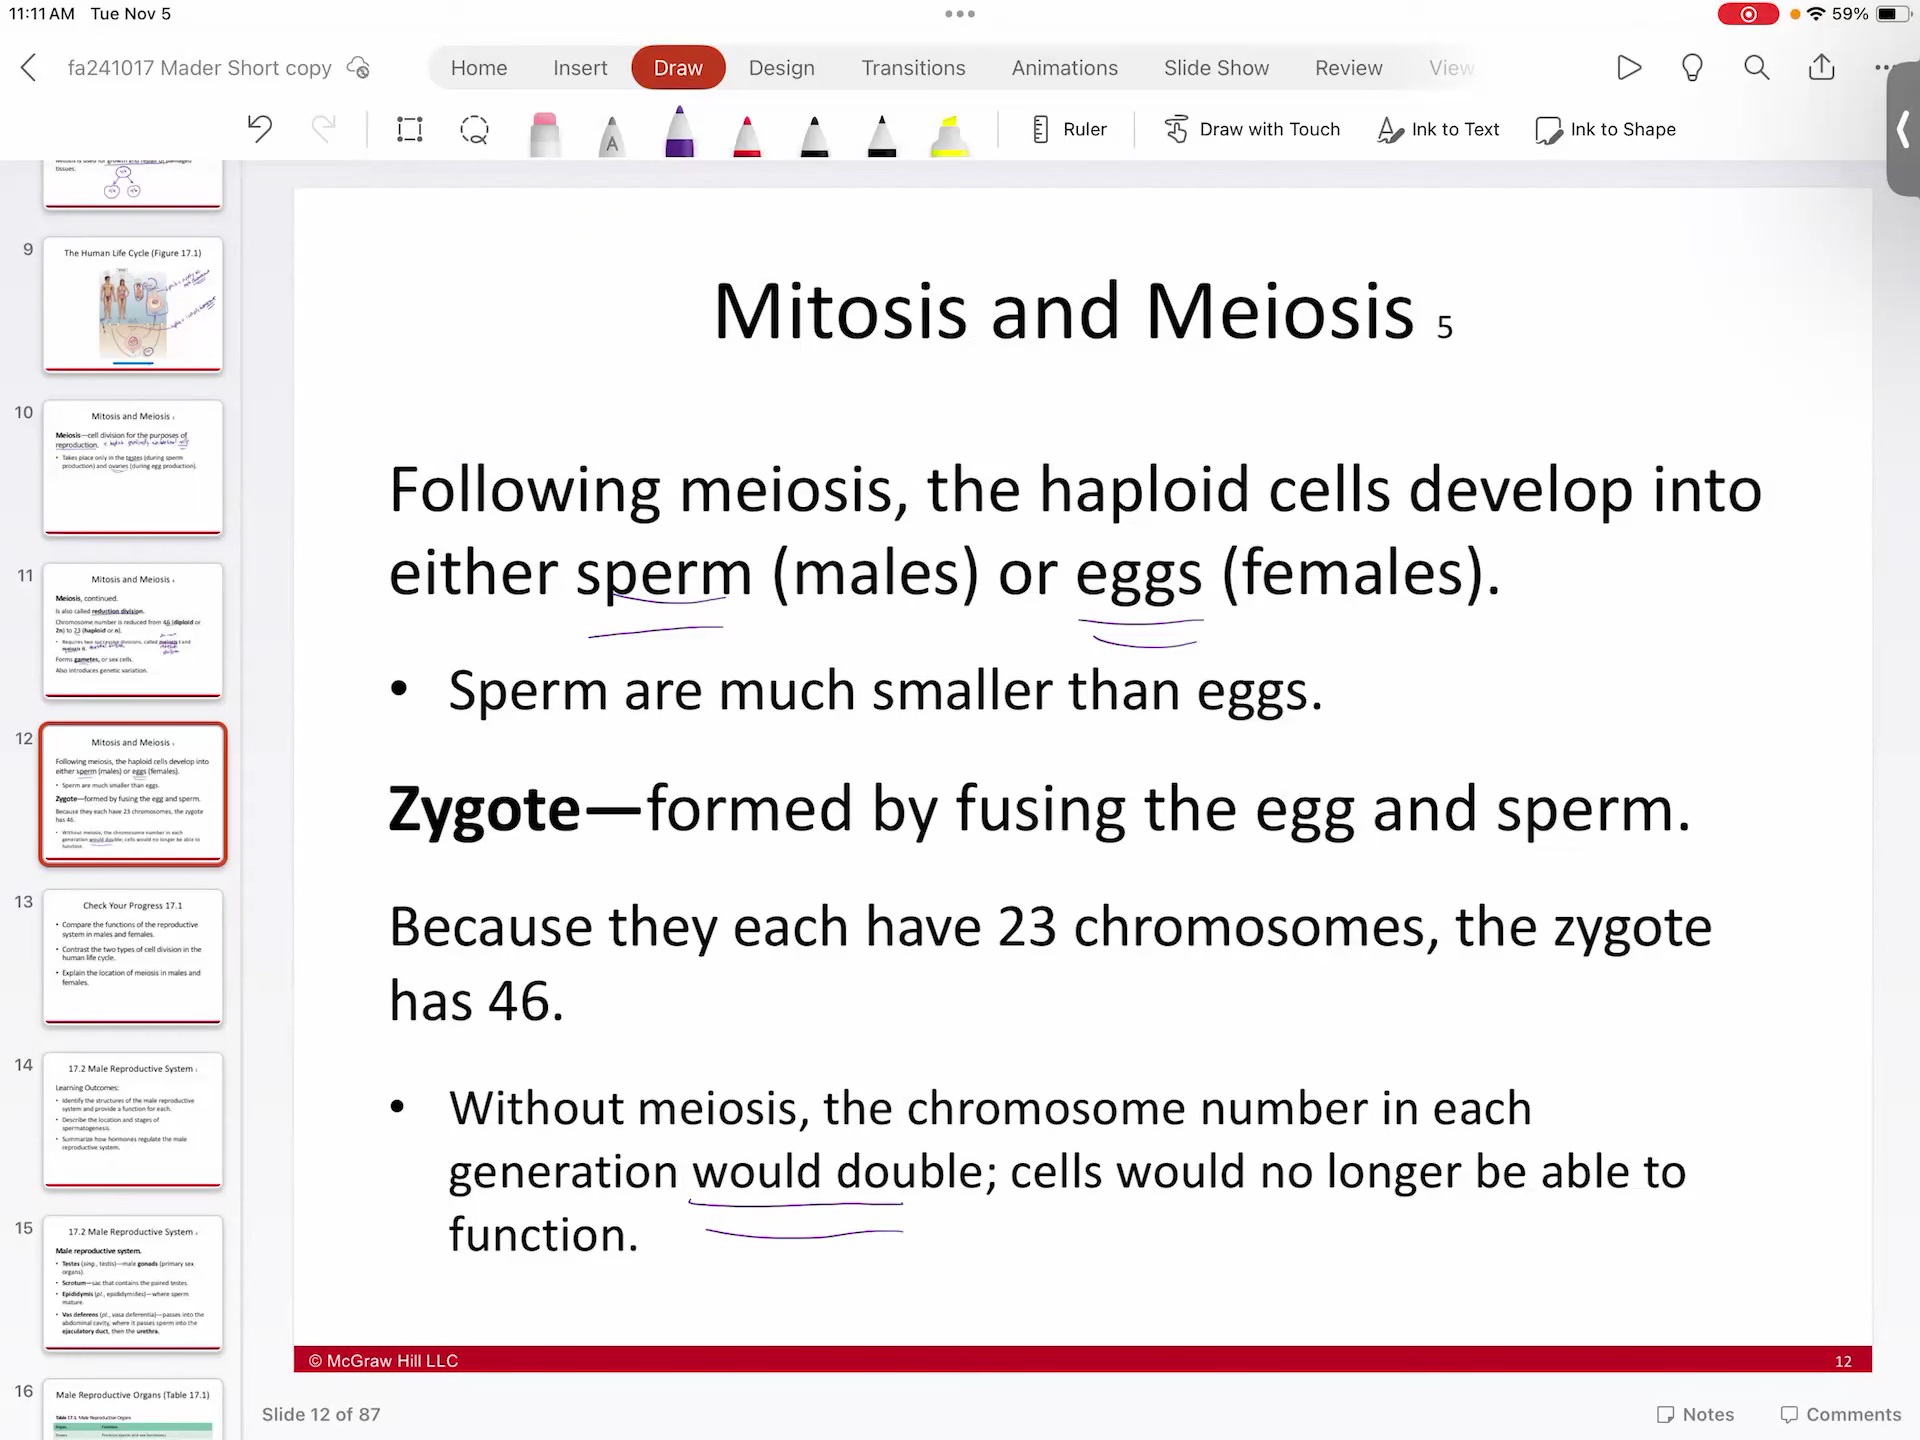 11:11 AM Tue Nov 5
59%
fa241017 Mader Short copy
Home Insert Draw Design Transitions Animations Slide Show Review View
A
Ruler Draw with Touch Ink to Text Ink to Shape
Meiosis is used for growth and repair of damaged
tissues.
9
The Human Life Cycle (Figure 17.1)
10
Mitosis and Meiosis
Meiosis—cell division for the purposes of
reproduction.
• Takes place only in the testes (during sperm
production) and ovaries (during egg production).
11
Mitosis and Meiosis 4
Meiosis, continued.
Is also called reduction division.
Chromosome number is reduced from 46 (diploid or
2n) to 23 (haploid or n).
• Requires two successive divisions, called meiosis I and
meiosis II.
Forms gametes, or sex cells.
Also introduces genetic variation.
12
Mitosis and Meiosis 5
Following meiosis, the haploid cells develop into
either sperm (males) or eggs (females).
• Sperm are much smaller than eggs.
Zygote—formed by fusing the egg and sperm.
Because they each have 23 chromosomes, the zygote
has 46.
• Without meiosis, the chromosome number in each
generation would double; cells would no longer be able to
function.
13
Check Your Progress 17.1
• Compare the functions of the reproductive
system in males and females.
• Contrast the two types of cell division in the
human life cycle.
• Explain the location of meiosis in males and
females.
14
17.2 Male Reproductive System 1
Learning Outcomes:
• Identify the structures of the male reproductive
system and provide a function for each.
• Describe the location and stages of
spermatogenesis.
• Summarize how hormones regulate the male
reproductive system.
15
17.2 Male Reproductive System 2
Male reproductive system.
• Testes (sing., testis)—male gonads (primary sex
organs).
• Scrotum—sac that contains the paired testes.
• Epididymis (pl., epididymides)—where sperm
mature.
• Vas deferens (pl., vasa deferentia)—passes into the
abdominal cavity, where it passes sperm into the
ejaculatory duct, then the urethra.
16
Male Reproductive Organs (Table 17.1)
Table 17.1 Male Reproductive Organs
Mitosis and Meiosis 5
Following meiosis, the haploid cells develop into
either sperm (males) or eggs (females).
• Sperm are much smaller than eggs.
Zygote—formed by fusing the egg and sperm.
Because they each have 23 chromosomes, the zygote
has 46.
• Without meiosis, the chromosome number in each
generation would double; cells would no longer be able to
function.
© McGraw Hill LLC
12
Slide 12 of 87
Notes Comments